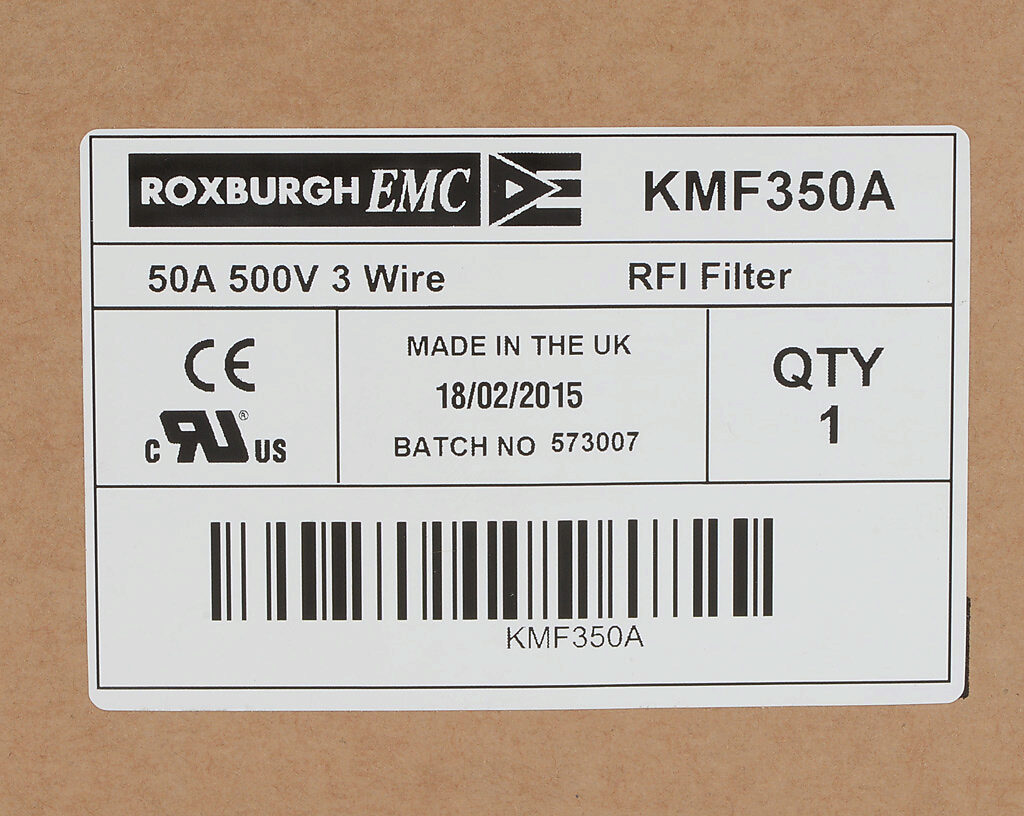 ROXBURGH EMC KMF350A
50A 500V 3 Wire RFI Filter
CE
C RU® US
MADE IN THE UK
18/02/2015
BATCH NO 573007
QTY
1
KMF350A